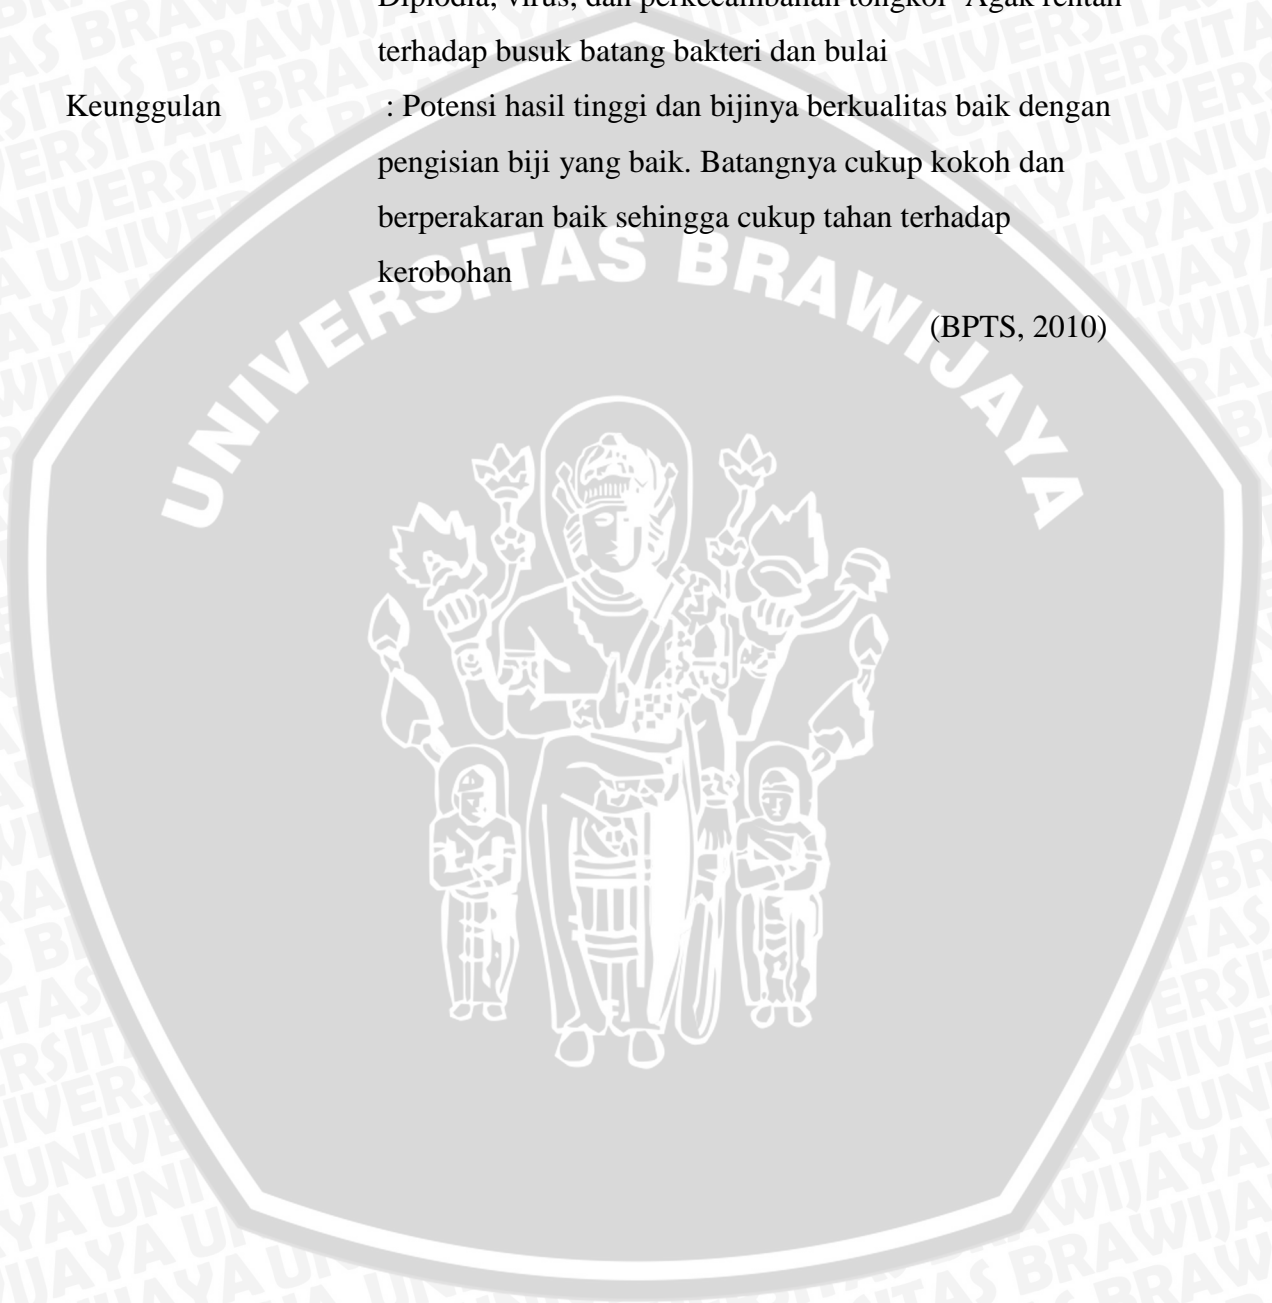 Diplodia, virus, dan perkecambahan tongkol Agak rentan
terhadap busuk batang bakteri dan bulai
Keunggulan : Potensi hasil tinggi dan bijinya berkualitas baik dengan
pengisian biji yang baik. Batangnya cukup kokoh dan
berperakaran baik sehingga cukup tahan terhadap
kerobohan
(BPTS, 2010)
UNIVERSITAS BRAWIJAYA